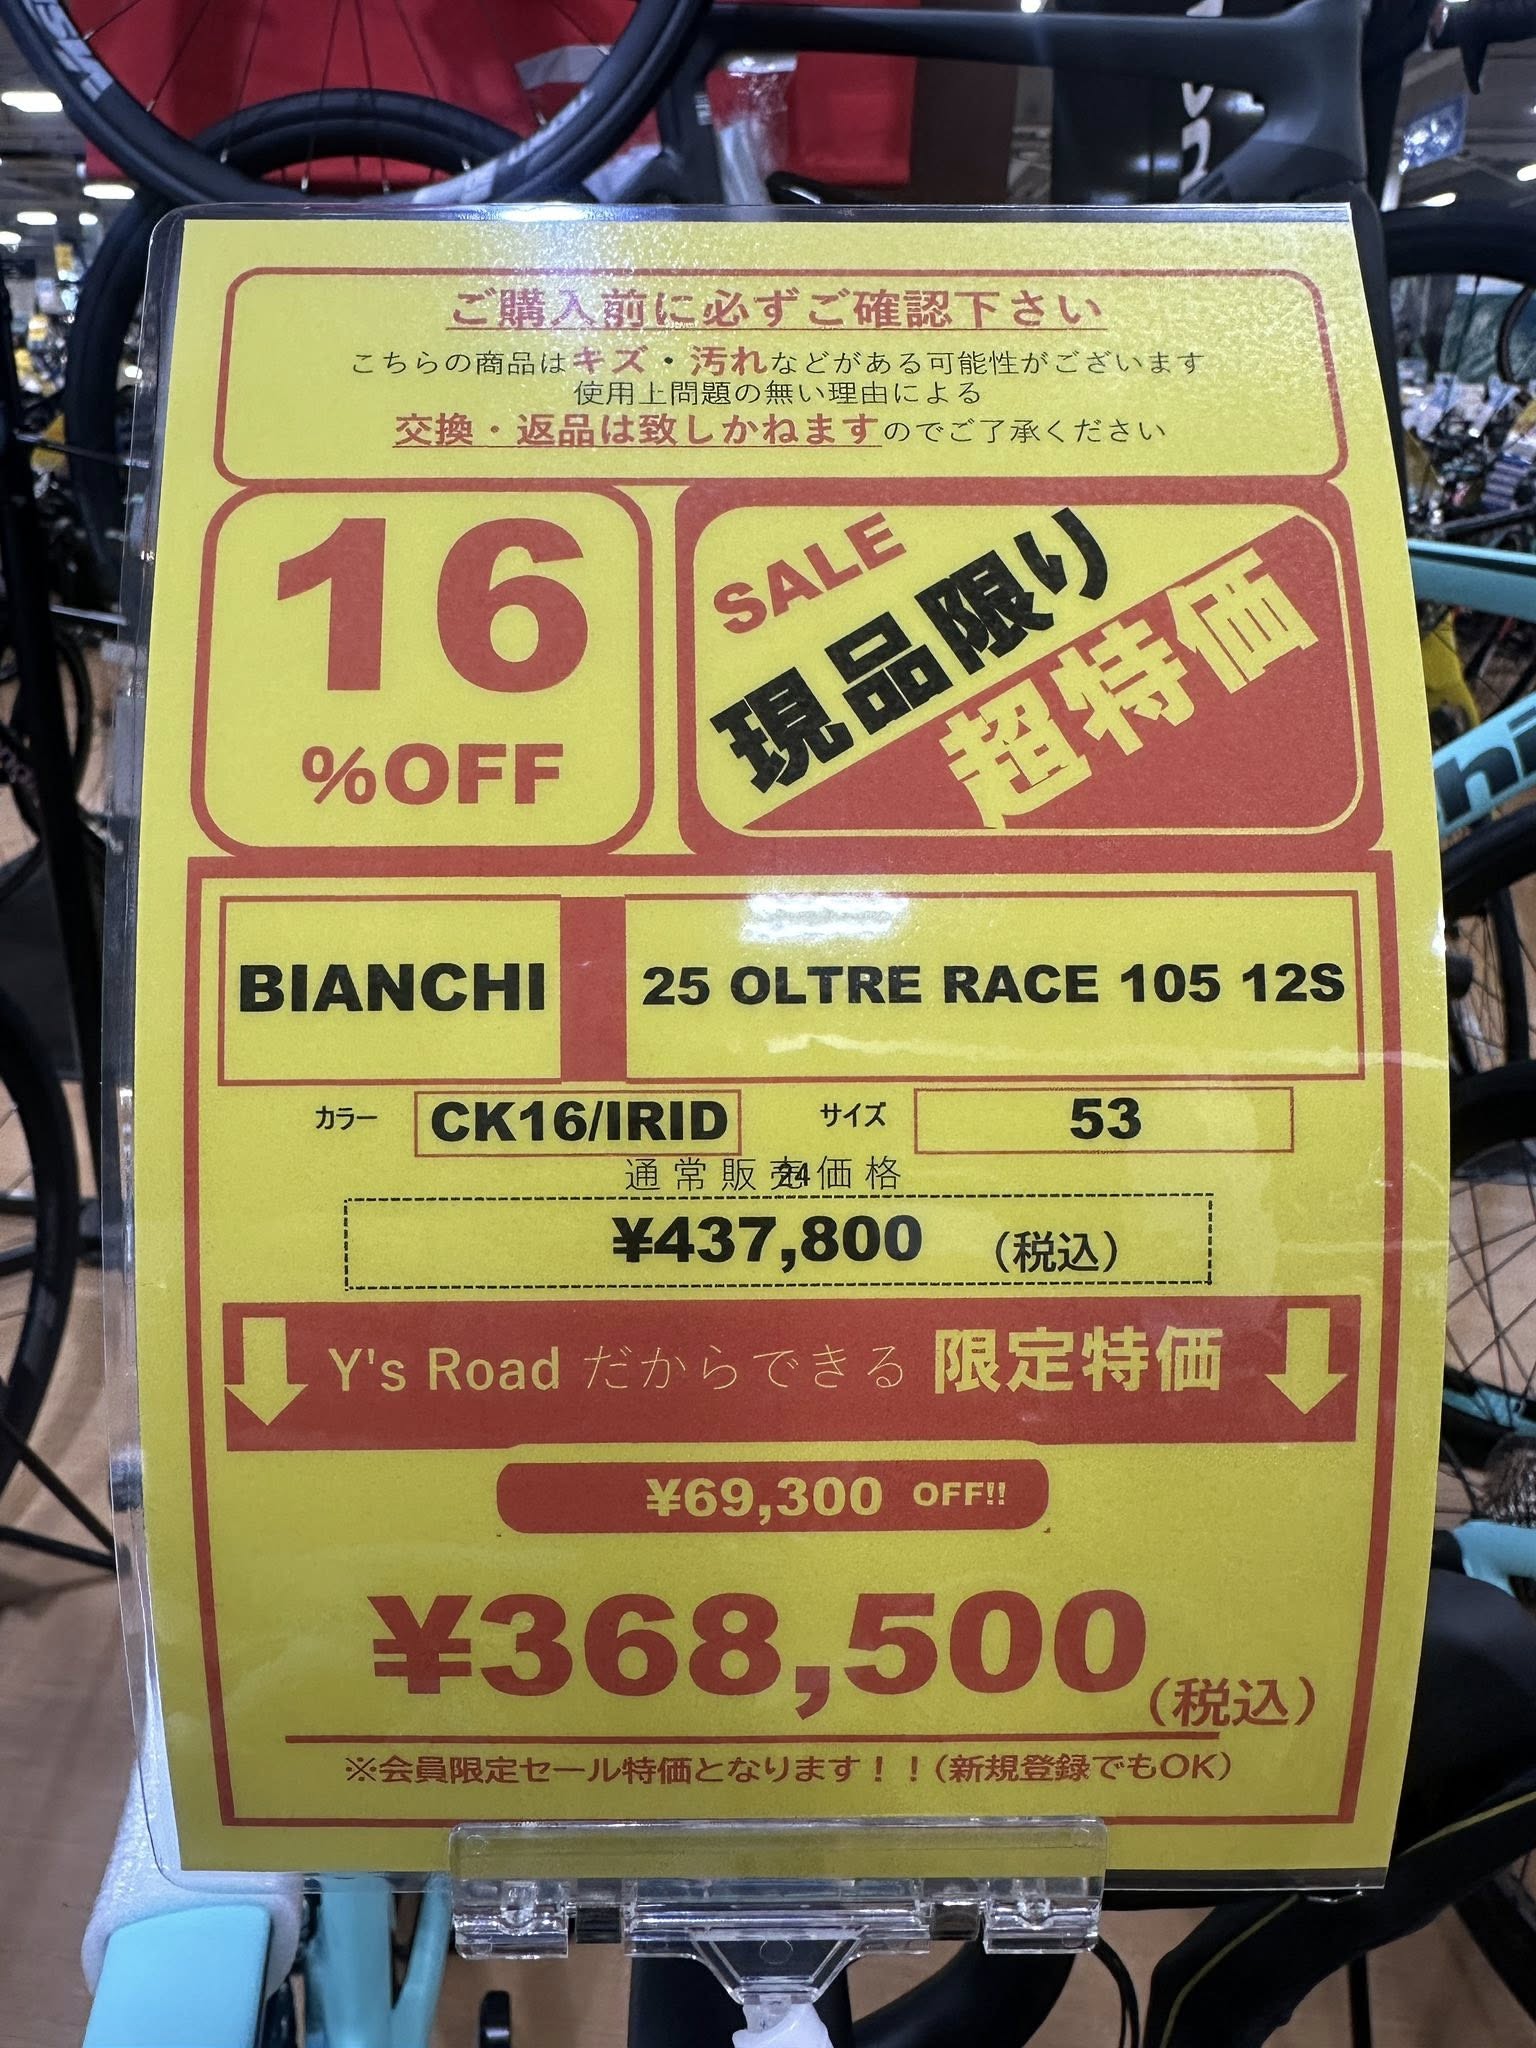 ご購入前に必ずご確認下さい
こちらの商品はキズ・汚れなどがある可能性がございます
使用上問題の無い理由による
交換・返品は致しかねますのでご了承ください
16
%OFF
SALE
現品限り
超特価
BIANCHI
25 OLTRE RACE 105 12S
カラー CK16/IRID サイズ 53
通常販売価格
24
¥437,800 (税込)
Y's Road だからできる 限定特価
¥69,300 OFF!!
¥368,500 (税込)
※会員限定セール特価となります！！(新規登録でもOK)